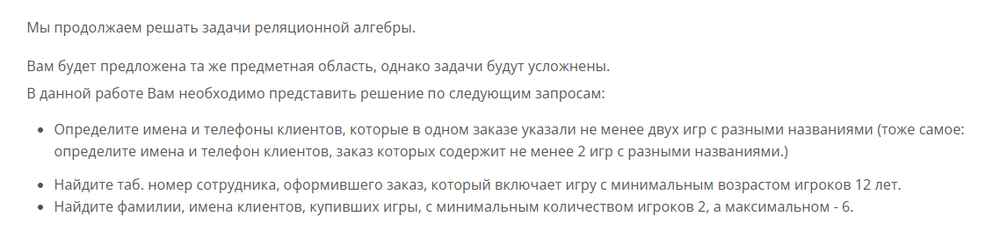 Мы продолжаем решать задачи реляционной алгебры.
Вам будет предложена та же предметная область, однако задачи будут усложнены.
В данной работе Вам необходимо представить решение по следующим запросам:
• Определите имена и телефоны клиентов, которые в одном заказе указали не менее двух игр с разными названиями (тоже самое:
определите имена и телефон клиентов, заказ которых содержит не менее 2 игр с разными названиями.)
• Найдите таб. номер сотрудника, оформившего заказ, который включает игру с минимальным возрастом игроков 12 лет.
• Найдите фамилии, имена клиентов, купивших игры, с минимальным количеством игроков 2, а максимальном - 6.